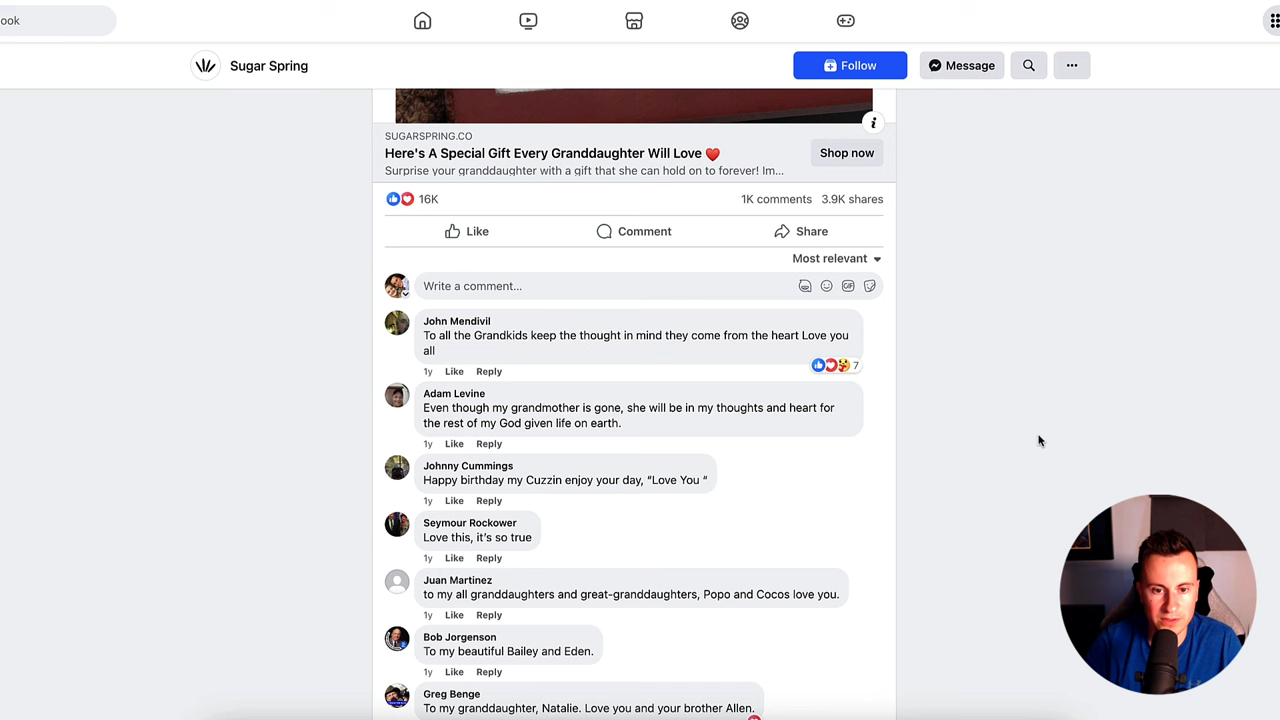 ook
Sugar Spring
Follow
Message
SUGARSPRING.CO
Here's A Special Gift Every Granddaughter Will Love
Surprise your granddaughter with a gift that she can hold on to forever! Im...
Shop now
16K
1K comments 3.9K shares
Like Comment Share
Most relevant
Write a comment...
GIF
John Mendivil
To all the Grandkids keep the thought in mind they come from the heart Love you
all
7
1y Like Reply
Adam Levine
Even though my grandmother is gone, she will be in my thoughts and heart for
the rest of my God given life on earth.
1y Like Reply
Johnny Cummings
Happy birthday my Cuzzin enjoy your day, “Love You “
1y Like Reply
Seymour Rockower
Love this, it’s so true
1y Like Reply
Juan Martinez
to my all granddaughters and great-granddaughters, Popo and Cocos love you.
1y Like Reply
Bob Jorgenson
To my beautiful Bailey and Eden.
1y Like Reply
Greg Benge
To my granddaughter, Natalie. Love you and your brother Allen.